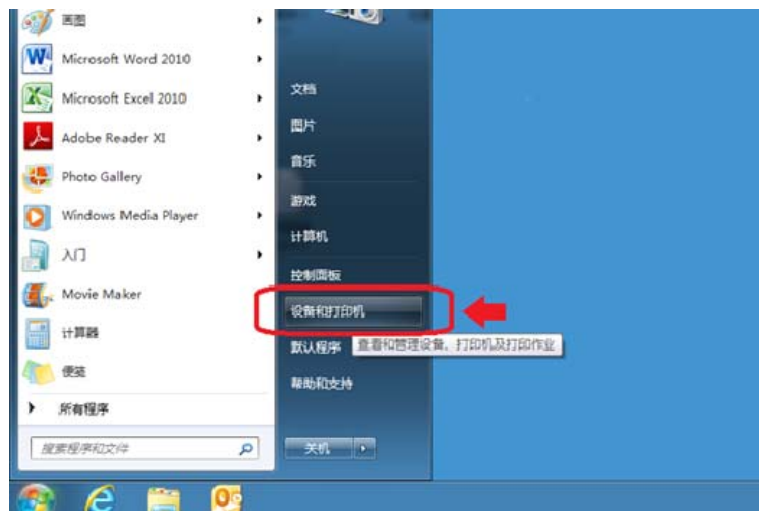 画图
Microsoft Word 2010
Microsoft Excel 2010
Adobe Reader XI
Photo Gallery
Windows Media Player
入门
Movie Maker
计算器
便笺
所有程序
搜索程序和文件
文档
图片
音乐
游戏
计算机
控制面板
设备和打印机
默认程序
查看和管理设备、打印机及打印作业
帮助和支持
关机